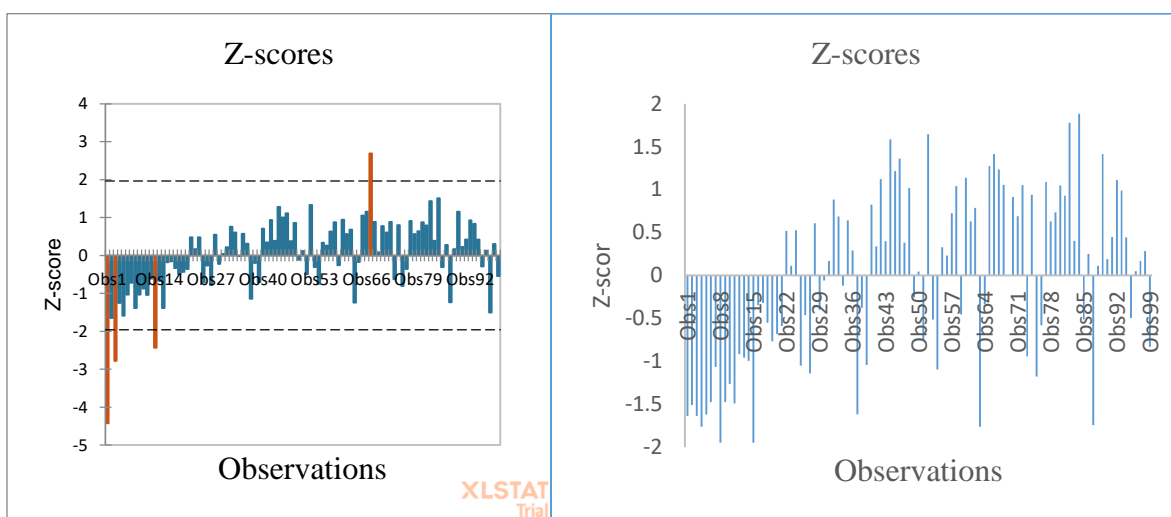 Z-scores
4
3
2
1
0
-1
-2
-3
-4
-5
Z-score
Obs1
Obs14
Obs27
Obs40
Obs53
Obs66
Obs79
Obs92
Observations
XLSTAT
Trial
Z-scores
2
1.5
1
0.5
0
-0.5
-1
-1.5
-2
Z-scor
Obs1
Obs8
Obs15
Obs22
Obs29
Obs36
Obs43
Obs50
Obs57
Obs64
Obs71
Obs78
Obs85
Obs92
Obs99
Observations